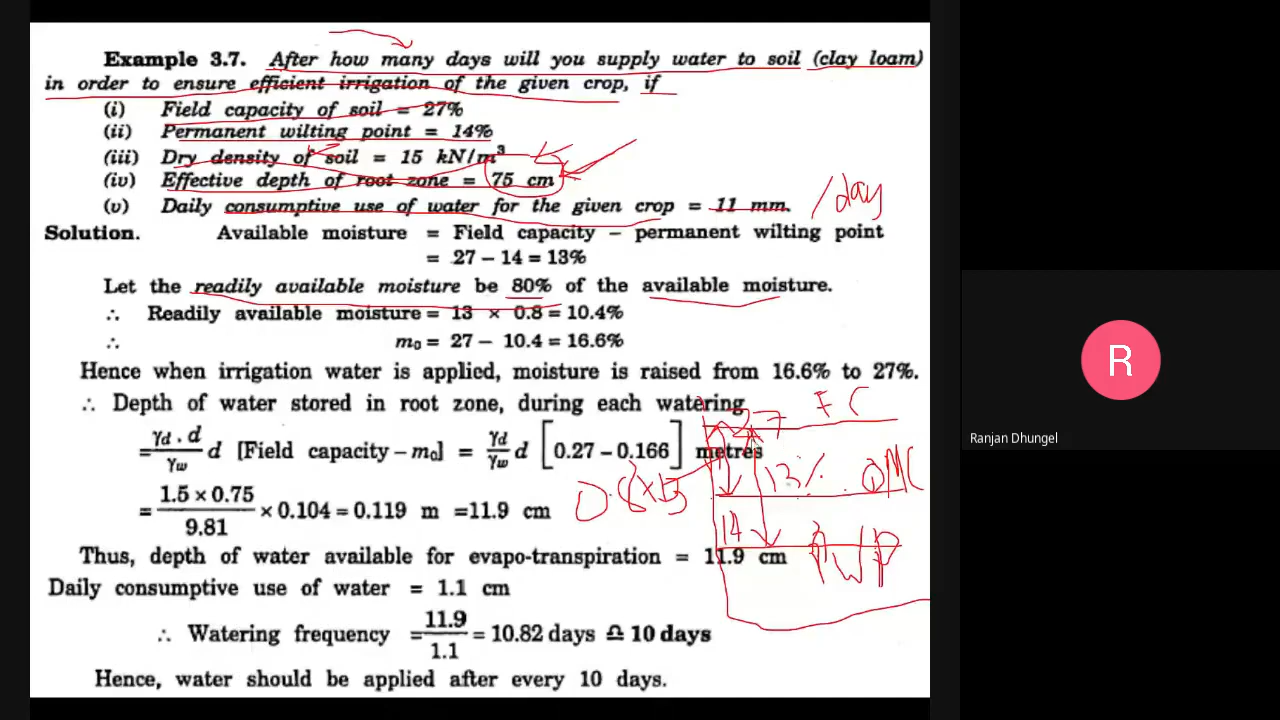 Example 3.7. After how many days will you supply water to soil (clay loam)
in order to ensure efficient irrigation of the given crop, if
(i) Field capacity of soil = 27%
(ii) Permanent wilting point = 14%
(iii) Dry density of soil = 15 kN/m³
(iv) Effective depth of root zone = 75 cm
(v) Daily consumptive use of water for the given crop = 11 mm. /day
Solution. Available moisture = Field capacity – permanent wilting point
= 27 – 14 = 13%
Let the readily available moisture be 80% of the available moisture.
∴ Readily available moisture = 13 × 0.8 = 10.4%
∴ m₀ = 27 – 10.4 = 16.6%
Hence when irrigation water is applied, moisture is raised from 16.6% to 27%.
∴ Depth of water stored in root zone, during each watering
27 FC
= γd . d / γw d [Field capacity – m₀] = γd / γw d [0.27 – 0.166] metres
0.8×13 13% OMC
= 1.5 × 0.75 / 9.81 × 0.104 = 0.119 m = 11.9 cm
14 PWP
Thus, depth of water available for evapo-transpiration = 11.9 cm
Daily consumptive use of water = 1.1 cm
∴ Watering frequency = 11.9 / 1.1 = 10.82 days ≏ 10 days
Hence, water should be applied after every 10 days.
R
Ranjan Dhungel